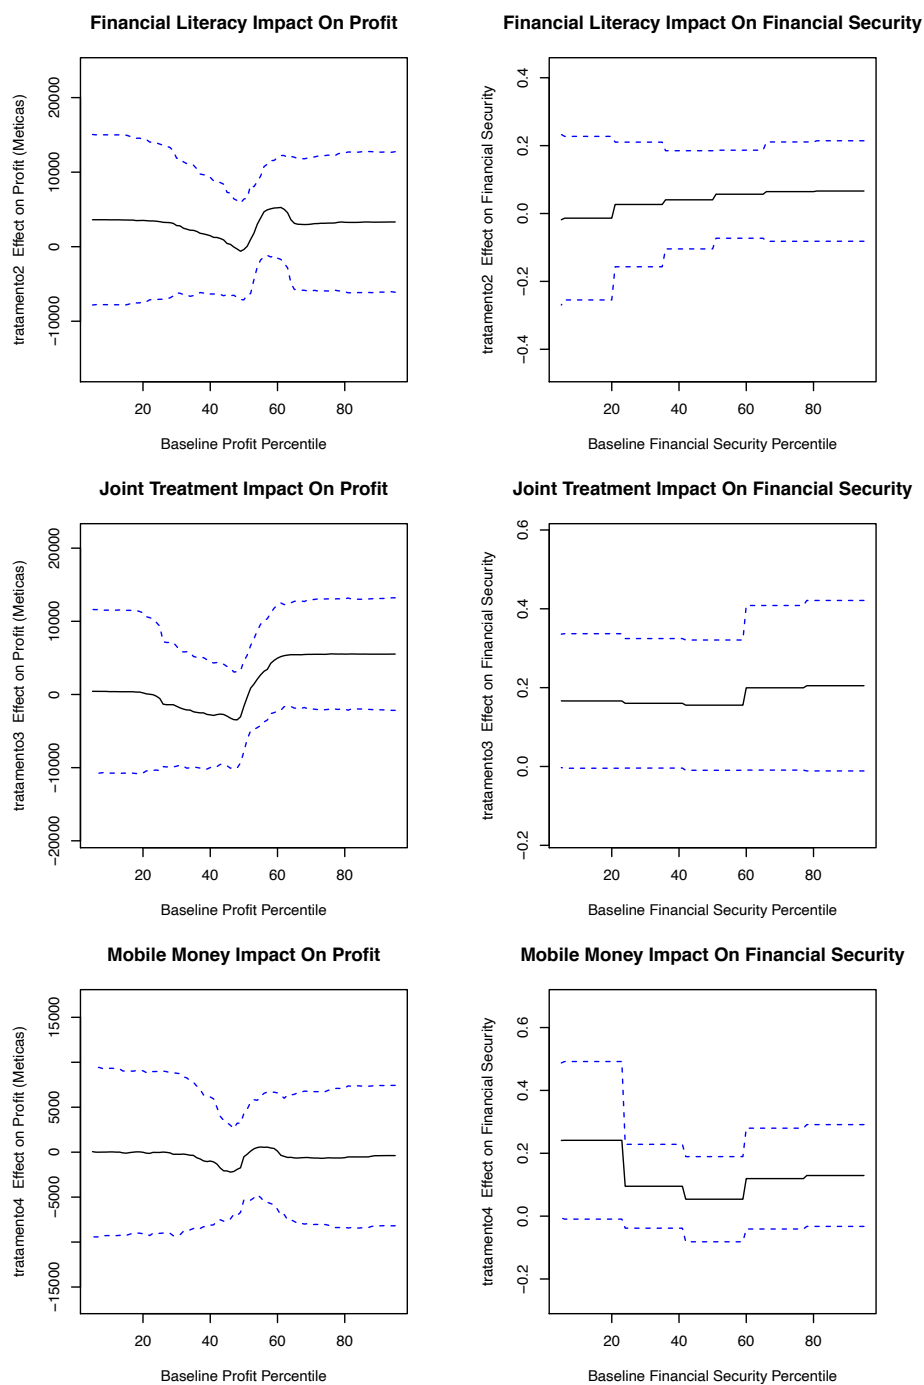 Financial Literacy Impact On Profit
tratamento2 Effect on Profit (Meticas)
20000
10000
0
−10000
20 40 60 80
Baseline Profit Percentile
Financial Literacy Impact On Financial Security
tratamento2 Effect on Financial Security
0.4
0.2
0.0
−0.2
−0.4
20 40 60 80
Baseline Financial Security Percentile
Joint Treatment Impact On Profit
tratamento3 Effect on Profit (Meticas)
20000
10000
0
−10000
−20000
20 40 60 80
Baseline Profit Percentile
Joint Treatment Impact On Financial Security
tratamento3 Effect on Financial Security
0.6
0.4
0.2
0.0
−0.2
20 40 60 80
Baseline Financial Security Percentile
Mobile Money Impact On Profit
tratamento4 Effect on Profit (Meticas)
15000
5000
0
−5000
−15000
20 40 60 80
Baseline Profit Percentile
Mobile Money Impact On Financial Security
tratamento4 Effect on Financial Security
0.6
0.4
0.2
0.0
−0.2
20 40 60 80
Baseline Financial Security Percentile